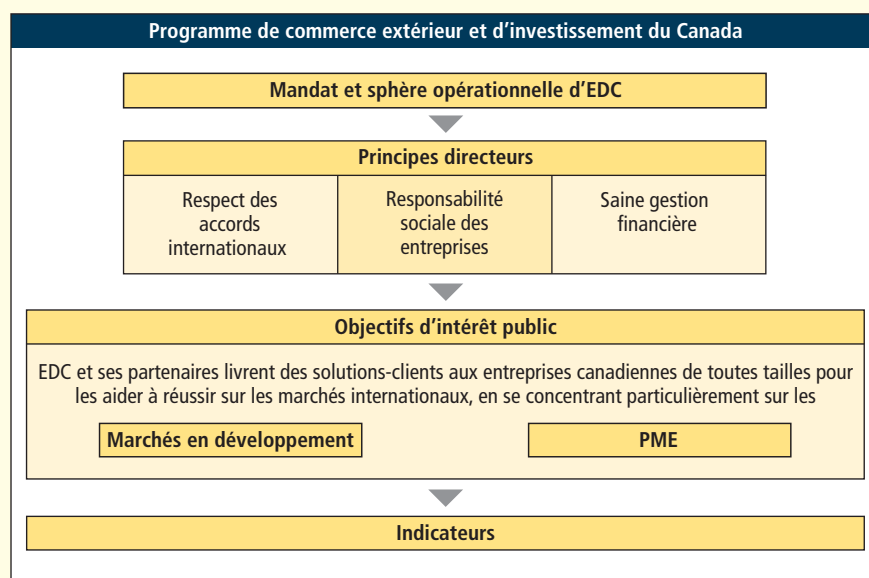 Programme de commerce extérieur et d’investissement du Canada
Mandat et sphère opérationnelle d’EDC
Principes directeurs
Respect des
accords
internationaux
Responsabilité
sociale des
entreprises
Saine gestion
financière
Objectifs d’intérêt public
EDC et ses partenaires livrent des solutions-clients aux entreprises canadiennes de toutes tailles pour
les aider à réussir sur les marchés internationaux, en se concentrant particulièrement sur les
Marchés en développement
PME
Indicateurs